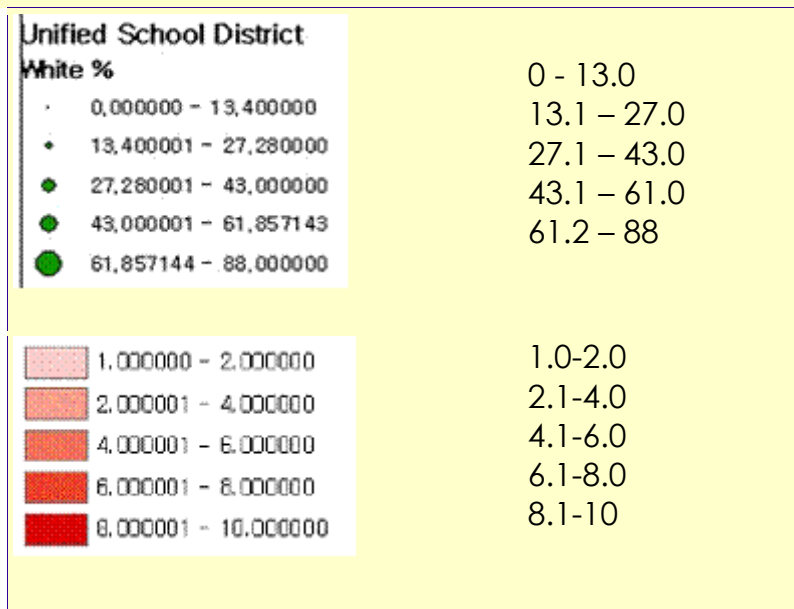 Unified School District
White %
0,000000 - 13,400000
13,400001 - 27,280000
27,280001 - 43,000000
43,000001 - 61,857143
61,857144 - 88,000000
0 - 13.0
13.1 – 27.0
27.1 – 43.0
43.1 – 61.0
61.2 – 88
1.000000 - 2.000000
2.000001 - 4.000000
4.000001 - 6.000000
6.000001 - 8.000000
8.000001 - 10.000000
1.0-2.0
2.1-4.0
4.1-6.0
6.1-8.0
8.1-10